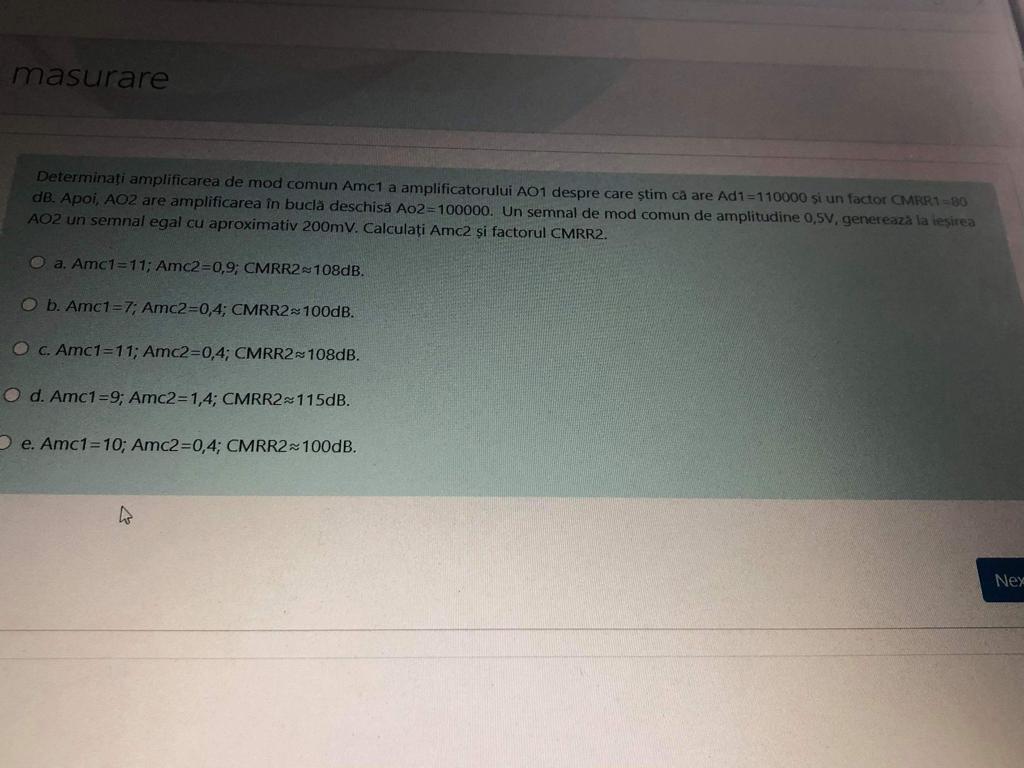 masurare
Determinați amplificarea de mod comun Amc1 a amplificatorului AO1 despre care știm că are Ad1=110000 și un factor CMRR1=80
dB. Apoi, AO2 are amplificarea în buclă deschisă Ao2=100000. Un semnal de mod comun de amplitudine 0,5V, generează la ieșirea
AO2 un semnal egal cu aproximativ 200mV. Calculați Amc2 și factorul CMRR2.
a. Amc1=11; Amc2=0,9; CMRR2≈108dB.
b. Amc1=7; Amc2=0,4; CMRR2≈100dB.
c. Amc1=11; Amc2=0,4; CMRR2≈108dB.
d. Amc1=9; Amc2=1,4; CMRR2≈115dB.
e. Amc1=10; Amc2=0,4; CMRR2≈100dB.
Nex